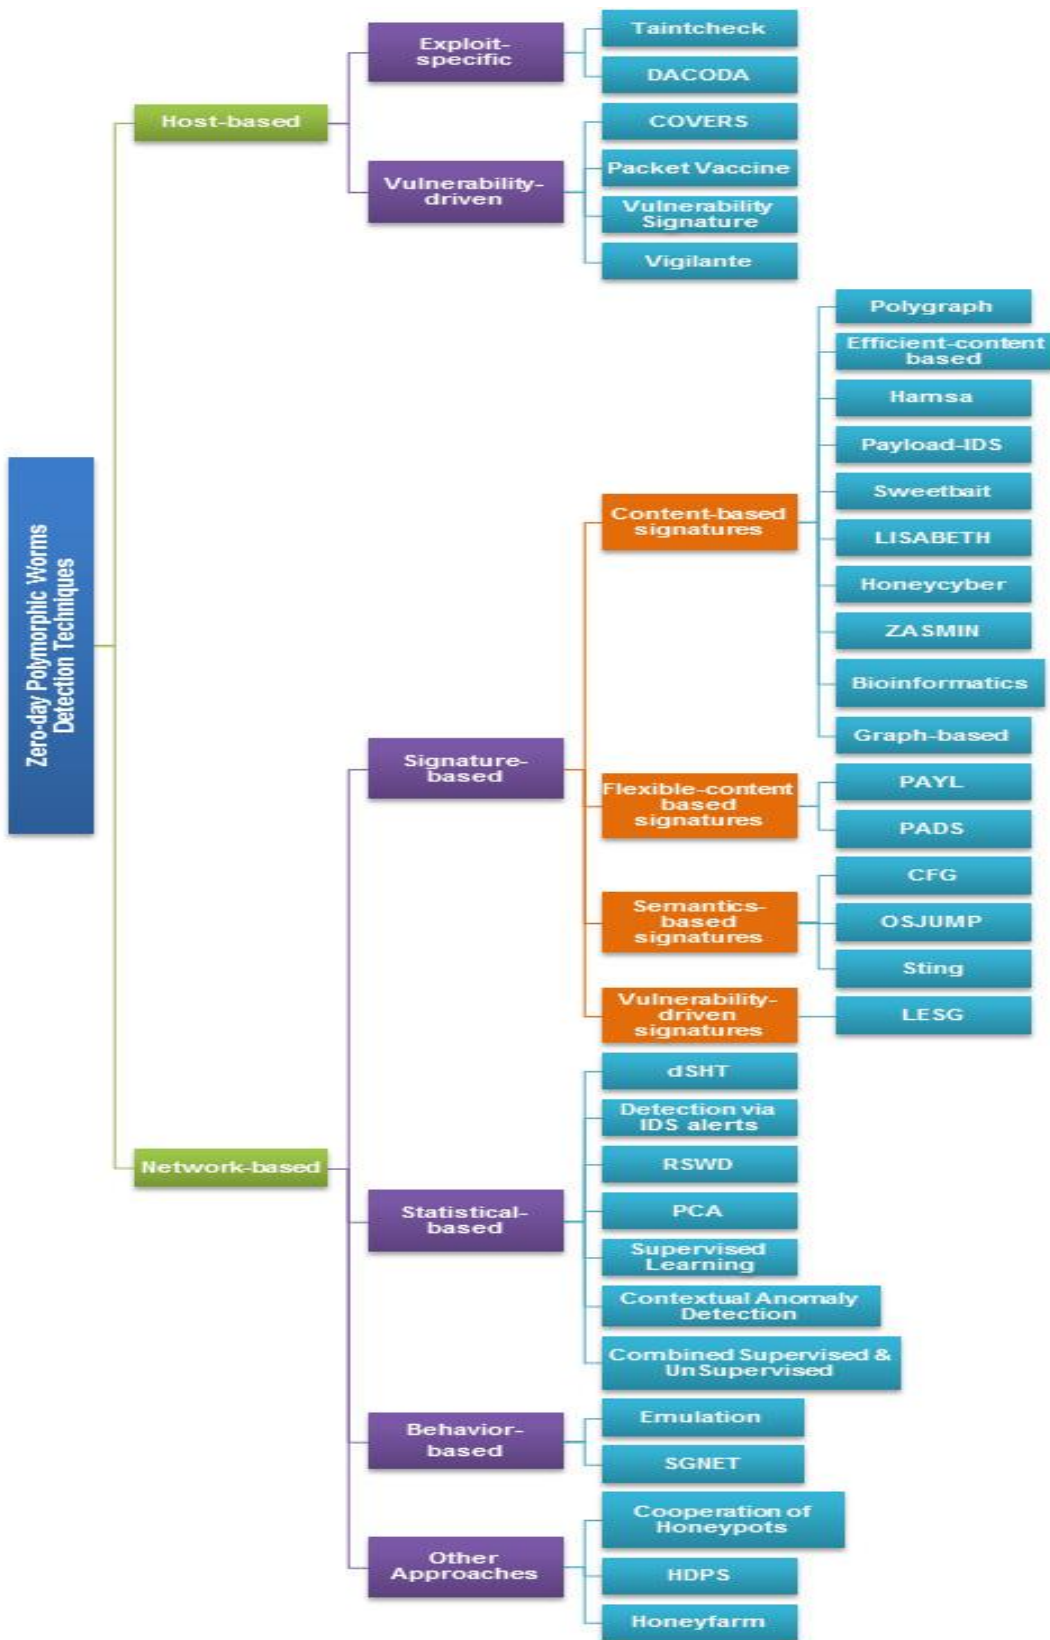 Zero-day Polymorphic Worms
Detection Techniques
Host-based
Exploit-
specific
Taintcheck
DACODA
Vulnerability-
driven
COVERS
Packet Vaccine
Vulnerability
Signature
Vigilante
Network-based
Signature-
based
Content-based
signatures
Polygraph
Efficient-content
based
Hamsa
Payload-IDS
Sweetbait
LISABETH
Honeycyber
ZASMIN
Bioinformatics
Graph-based
Flexible-content
based
signatures
PAYL
PADS
Semantics-
based
signatures
CFG
OSJUMP
Sting
Vulnerability-
driven
signatures
LESG
Statistical-
based
dSHT
Detection via
IDS alerts
RSWD
PCA
Supervised
Learning
Contextual Anomaly
Detection
Combined Supervised &
UnSupervised
Behavior-
based
Emulation
SGNET
Other
Approaches
Cooperation of
Honeypots
HDPS
Honeyfarm